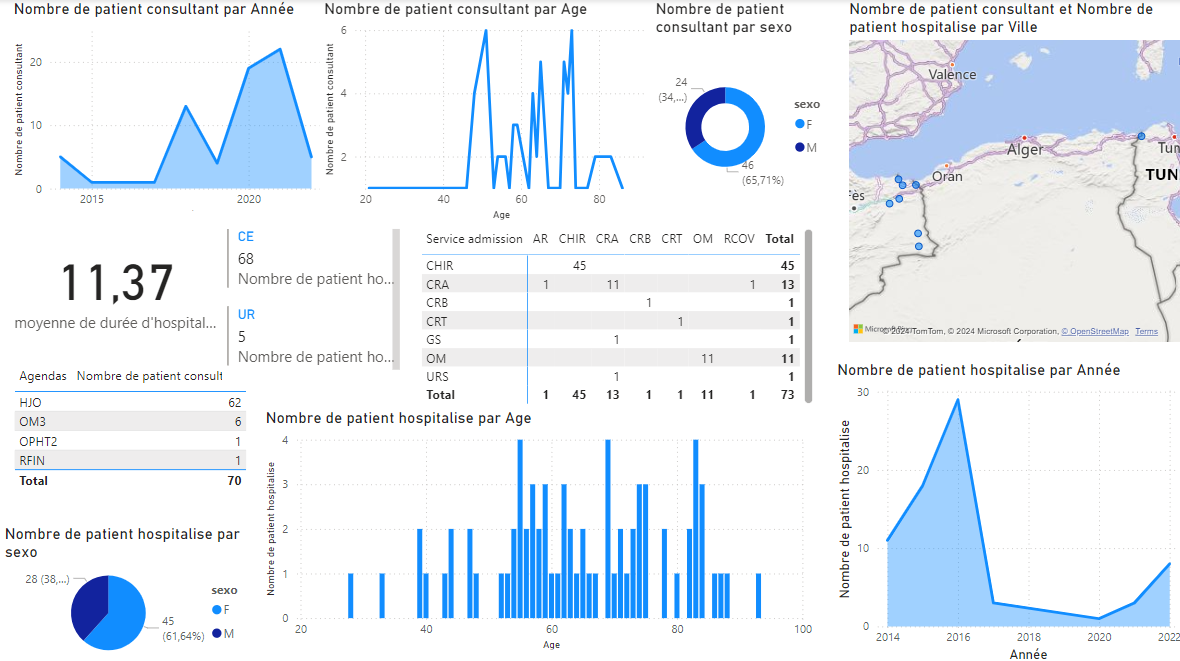 Nombre de patient consultant par Année
Nombre de patient consultant
20
10
0
2015
2020
Nombre de patient consultant par Age
Nombre de patient consultant
6
4
2
20
40
60
80
Age
Nombre de patient
consultant par sexo
24
(34,...)
46
(65,71%)
sexo
F
M
Nombre de patient consultant et Nombre de
patient hospitalise par Ville
Valence
Alger
Oran
Fès
Tun
TUN
© 2024 TomTom, © 2024 Microsoft Corporation, © OpenStreetMap Terms
11,37
moyenne de durée d'hospital...
CE
68
Nombre de patient ho...
UR
5
Nombre de patient ho...
Service admission AR CHIR CRA CRB CRT OM RCOV Total
CHIR 45 45
CRA 1 11 1 13
CRB 1 1
CRT 1 1
GS 1 1
OM 11 11
URS 1 1
Total 1 45 13 1 1 11 1 73
Agendas Nombre de patient consult
HJO 62
OM3 6
OPHT2 1
RFIN 1
Total 70
Nombre de patient hospitalise par
sexo
28 (38,...)
45
(61,64%)
sexo
F
M
Nombre de patient hospitalise par Age
Nombre de patient hospitalise
4
3
2
1
0
20
40
60
80
100
Age
Nombre de patient hospitalise par Année
Nombre de patient hospitalise
30
20
10
0
2014
2016
2018
2020
2022
Année